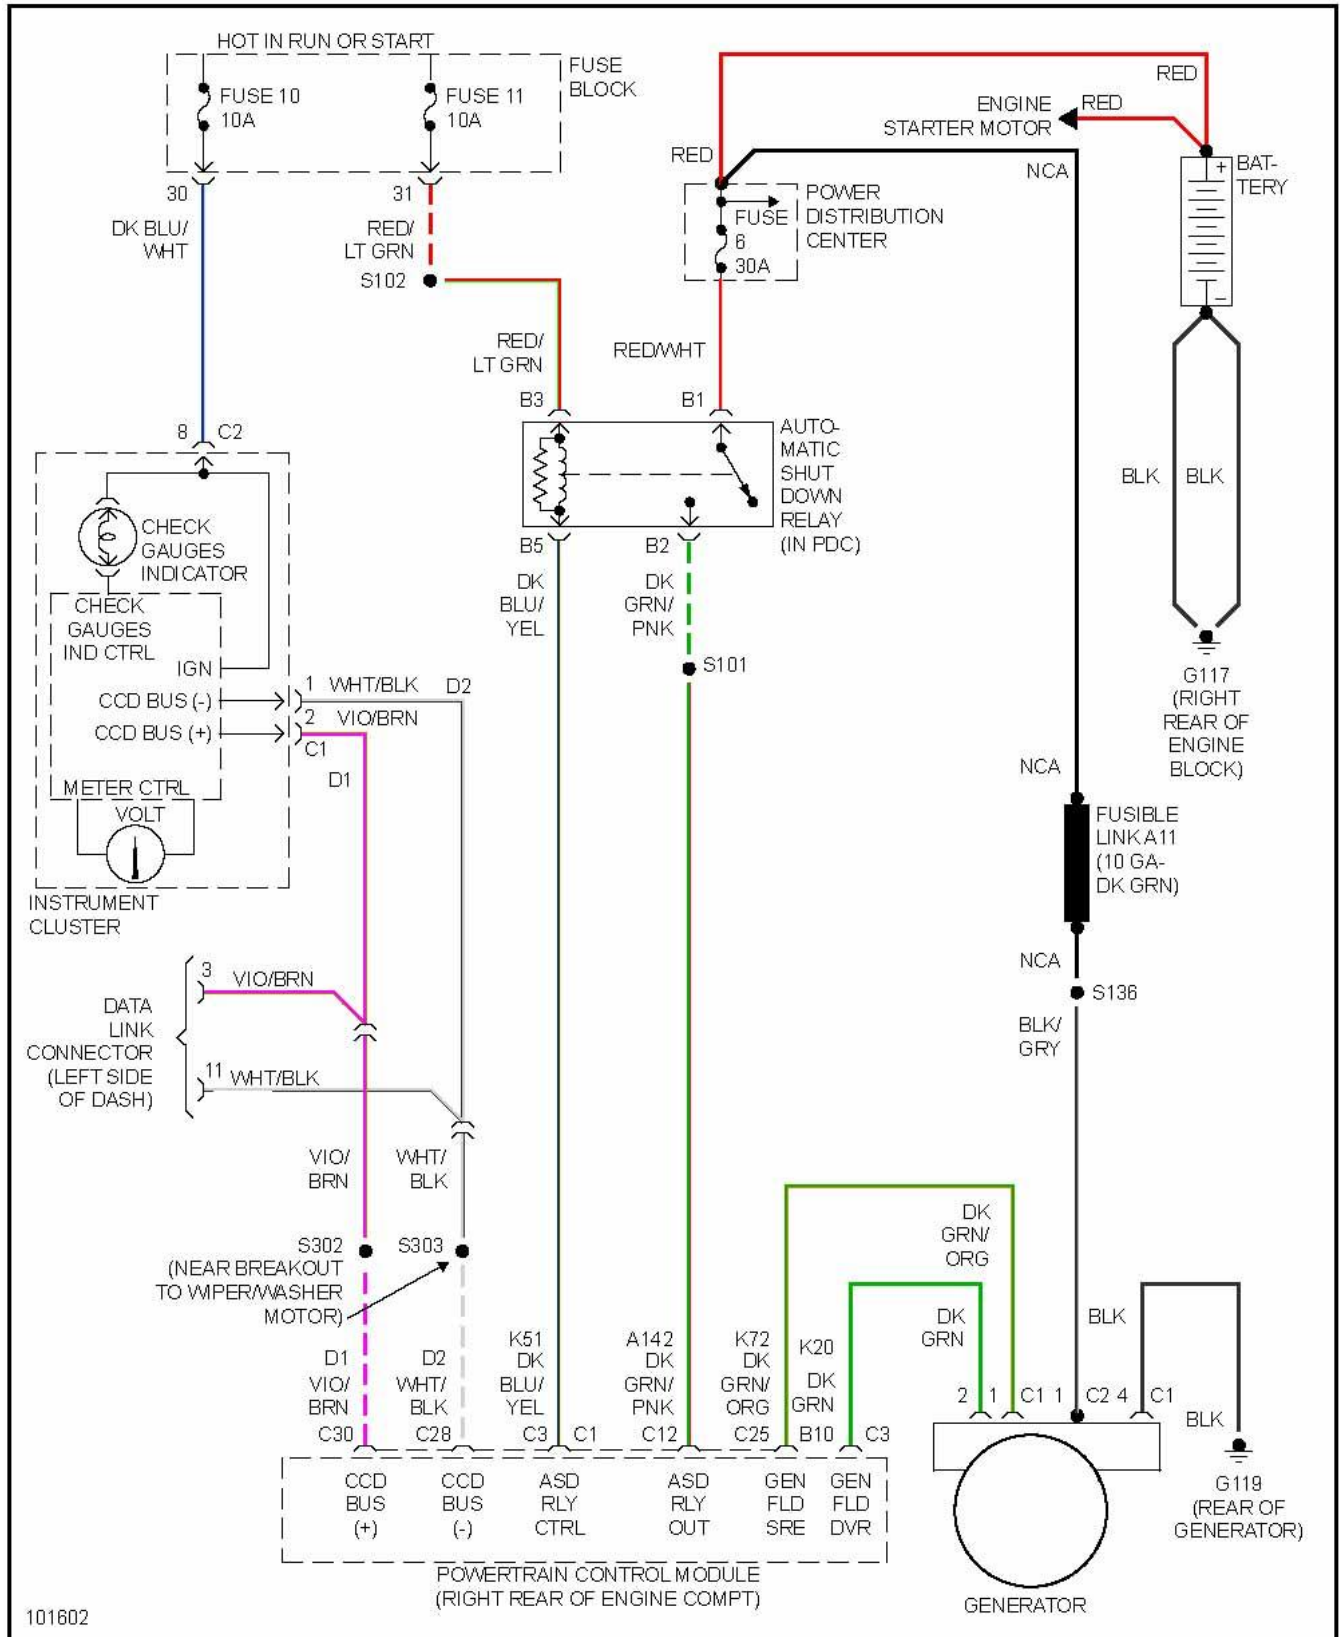 HOT IN RUN OR START
FUSE
BLOCK
FUSE 10
10A
FUSE 11
10A
30
31
DK BLU/
WHT
RED/
LT GRN
S102
RED
RED
ENGINE
STARTER MOTOR
RED
NCA
BAT-
TERY
+
–
POWER
DISTRIBUTION
CENTER
FUSE
6
30A
RED/
LT GRN
RED/WHT
B3
B1
AUTO-
MATIC
SHUT
DOWN
RELAY
(IN PDC)
B5
B2
DK
BLU/
YEL
DK
GRN/
PNK
S101
BLK
BLK
G117
(RIGHT
REAR OF
ENGINE
BLOCK)
8
C2
CHECK
GAUGES
INDICATOR
CHECK
GAUGES
IND CTRL
IGN
CCD BUS (-)
CCD BUS (+)
METER CTRL
VOLT
INSTRUMENT
CLUSTER
1
WHT/BLK
D2
2
VIO/BRN
C1
D1
NCA
FUSIBLE
LINK A11
(10 GA-
DK GRN)
NCA
S136
BLK/
GRY
3
VIO/BRN
DATA
LINK
CONNECTOR
(LEFT SIDE
OF DASH)
11
WHT/BLK
VIO/
BRN
WHT/
BLK
S302
S303
(NEAR BREAKOUT
TO WIPER/WASHER
MOTOR)
DK
GRN/
ORG
DK
GRN
BLK
D1
VIO/
BRN
D2
WHT/
BLK
K51
DK
BLU/
YEL
A142
DK
GRN/
PNK
K72
DK
GRN/
ORG
K20
DK
GRN
C30
C28
C3
C1
C12
C25
B10
C3
2
1
C1
1
C2
4
C1
BLK
G119
(REAR OF
GENERATOR)
CCD
BUS
(+)
CCD
BUS
(-)
ASD
RLY
CTRL
ASD
RLY
OUT
GEN
FLD
SRE
GEN
FLD
DVR
POWERTRAIN CONTROL MODULE
(RIGHT REAR OF ENGINE COMPT)
GENERATOR
101602